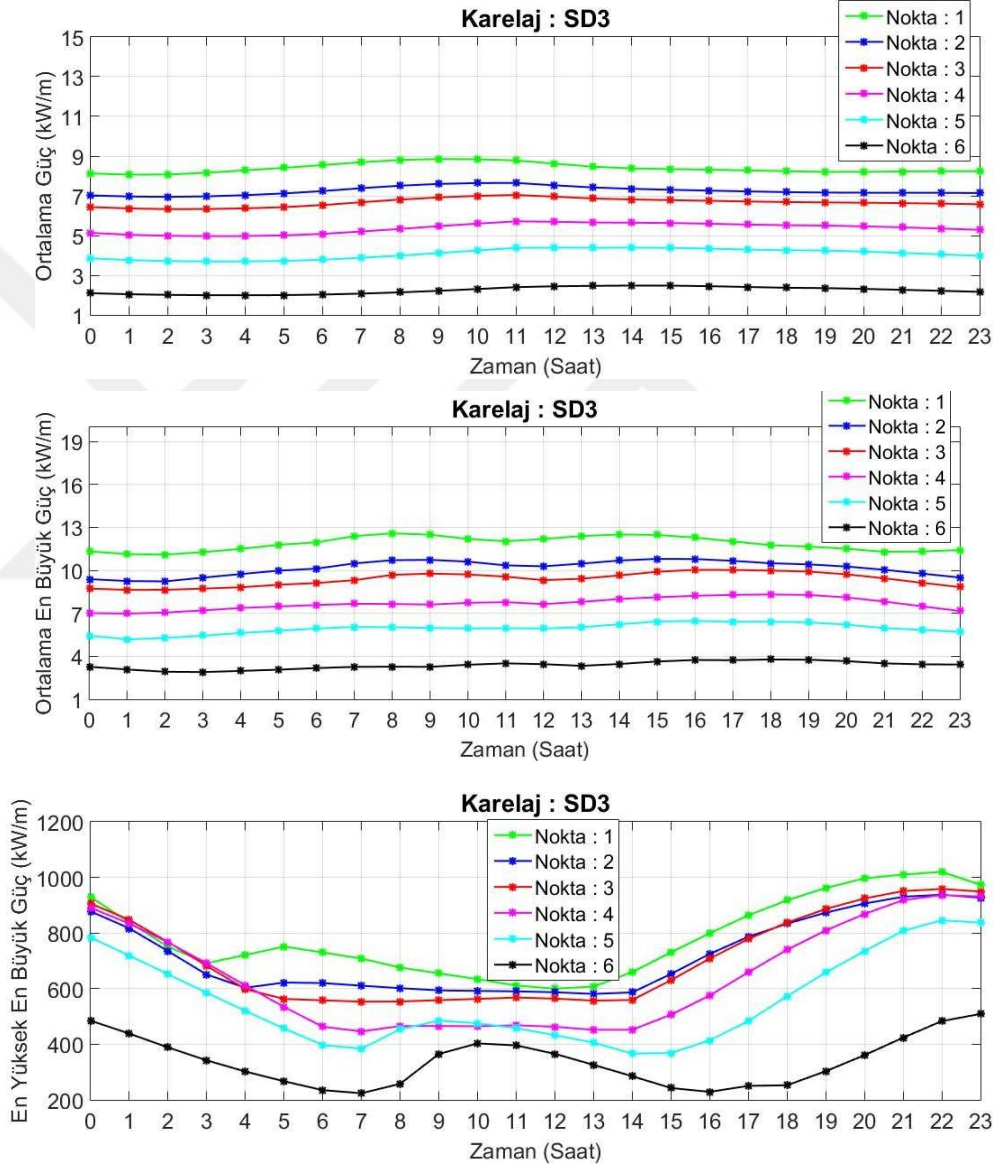 Karelaj : SD3
Nokta : 1
Nokta : 2
Nokta : 3
Nokta : 4
Nokta : 5
Nokta : 6
Ortalama Güç (kW/m)
15
13
11
9
7
5
3
1
0 1 2 3 4 5 6 7 8 9 10 11 12 13 14 15 16 17 18 19 20 21 22 23
Zaman (Saat)
Karelaj : SD3
Nokta : 1
Nokta : 2
Nokta : 3
Nokta : 4
Nokta : 5
Nokta : 6
Ortalama En Büyük Güç (kW/m)
19
16
13
10
7
4
1
0 1 2 3 4 5 6 7 8 9 10 11 12 13 14 15 16 17 18 19 20 21 22 23
Zaman (Saat)
Karelaj : SD3
Nokta : 1
Nokta : 2
Nokta : 3
Nokta : 4
Nokta : 5
Nokta : 6
En Yüksek En Büyük Güç (kW/m)
1200
1000
800
600
400
200
0 1 2 3 4 5 6 7 8 9 10 11 12 13 14 15 16 17 18 19 20 21 22 23
Zaman (Saat)